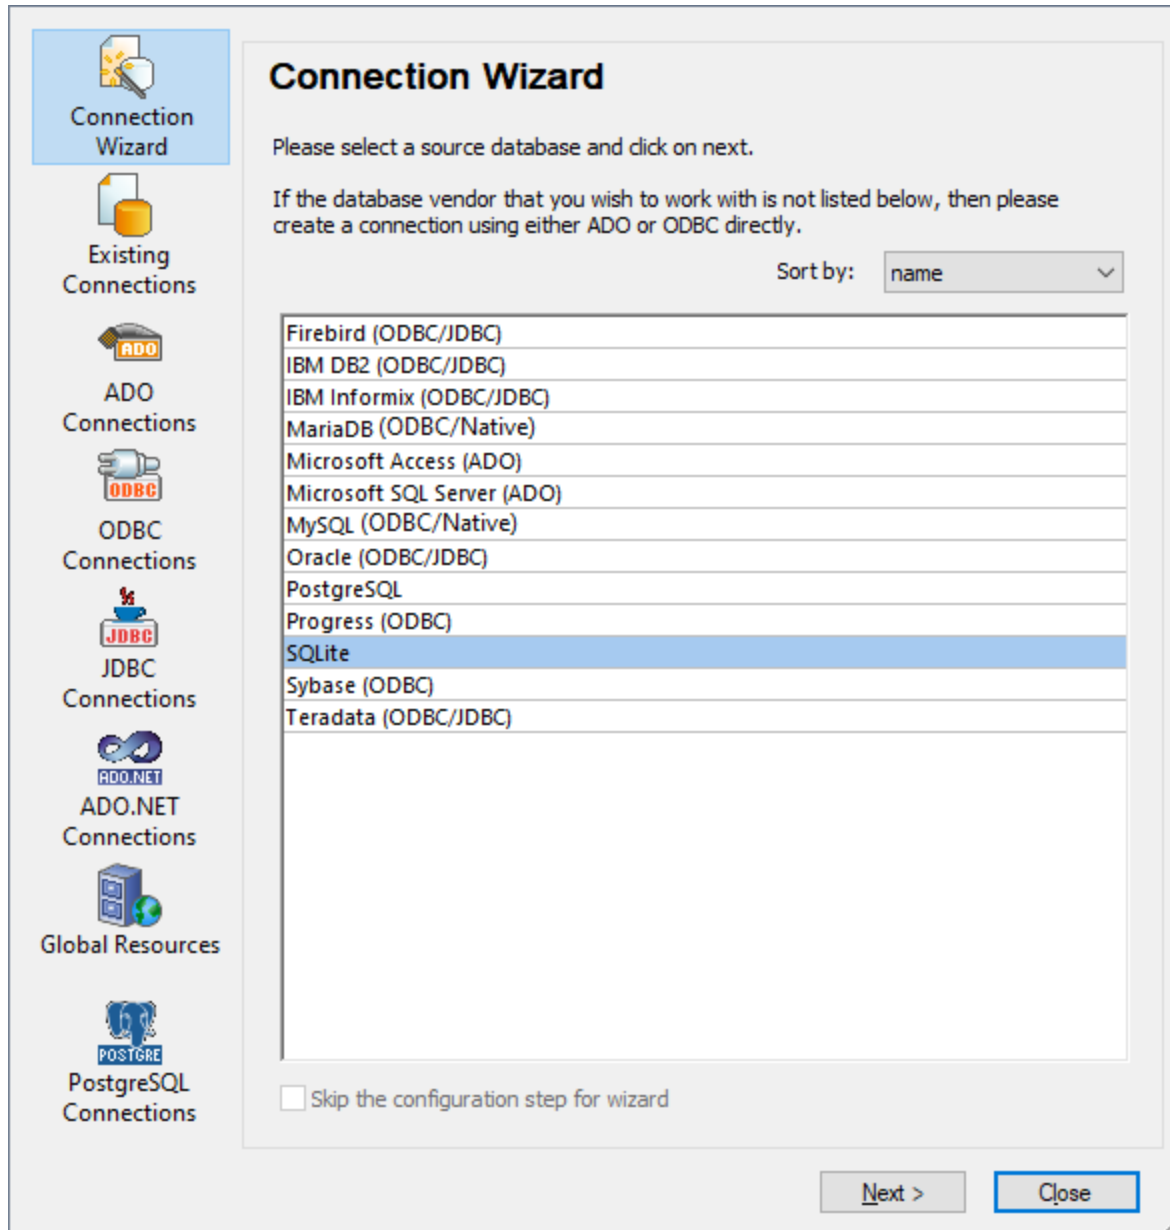 Connection
Wizard
Existing
Connections
ADO
ADO
Connections
ODBC
ODBC
Connections
JDBC
JDBC
Connections
ADO.NET
ADO.NET
Connections
Global Resources
POSTGRE
PostgreSQL
Connections
Connection Wizard
Please select a source database and click on next.
If the database vendor that you wish to work with is not listed below, then please
create a connection using either ADO or ODBC directly.
Sort by: name
Firebird (ODBC/JDBC)
IBM DB2 (ODBC/JDBC)
IBM Informix (ODBC/JDBC)
MariaDB (ODBC/Native)
Microsoft Access (ADO)
Microsoft SQL Server (ADO)
MySQL (ODBC/Native)
Oracle (ODBC/JDBC)
PostgreSQL
Progress (ODBC)
SQLite
Sybase (ODBC)
Teradata (ODBC/JDBC)
Skip the configuration step for wizard
Next > Close